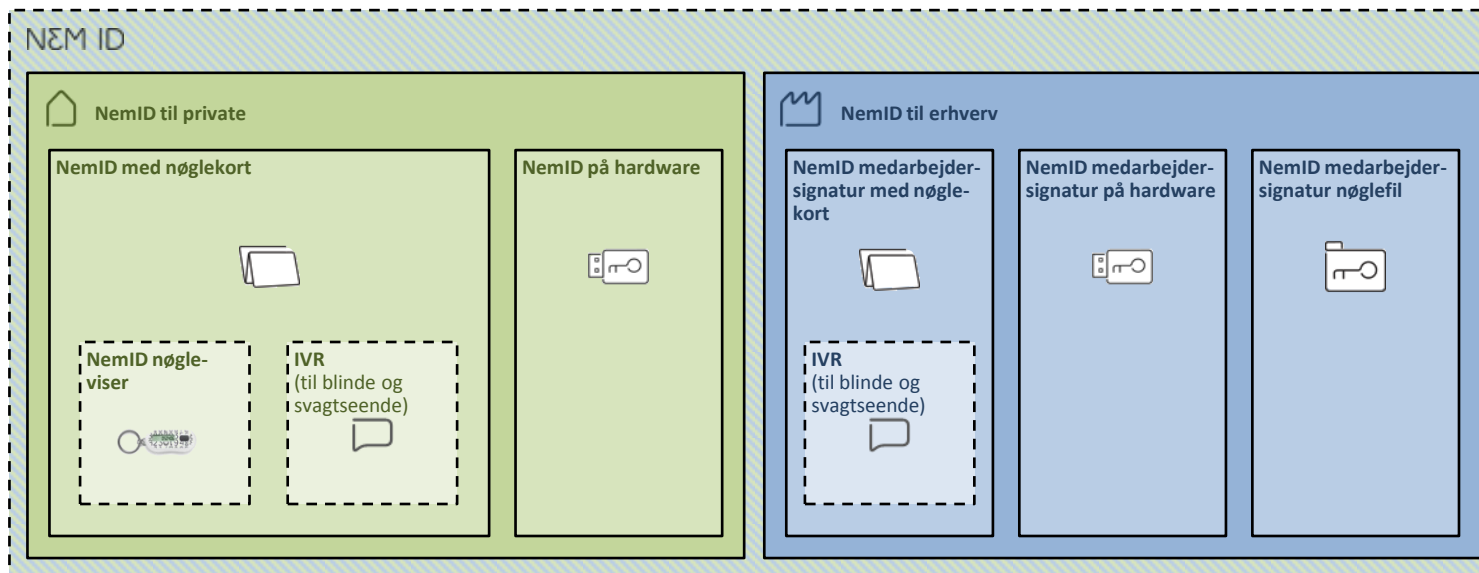 NEM ID
NemID til private
NemID med nøglekort
NemID nøgle-
viser
IVR
(til blinde og
svagtseende)
NemID på hardware
NemID til erhverv
NemID medarbejder-
signatur med nøgle-
kort
IVR
(til blinde og
svagtseende)
NemID medarbejder-
signatur på hardware
NemID medarbejder-
signatur nøglefil